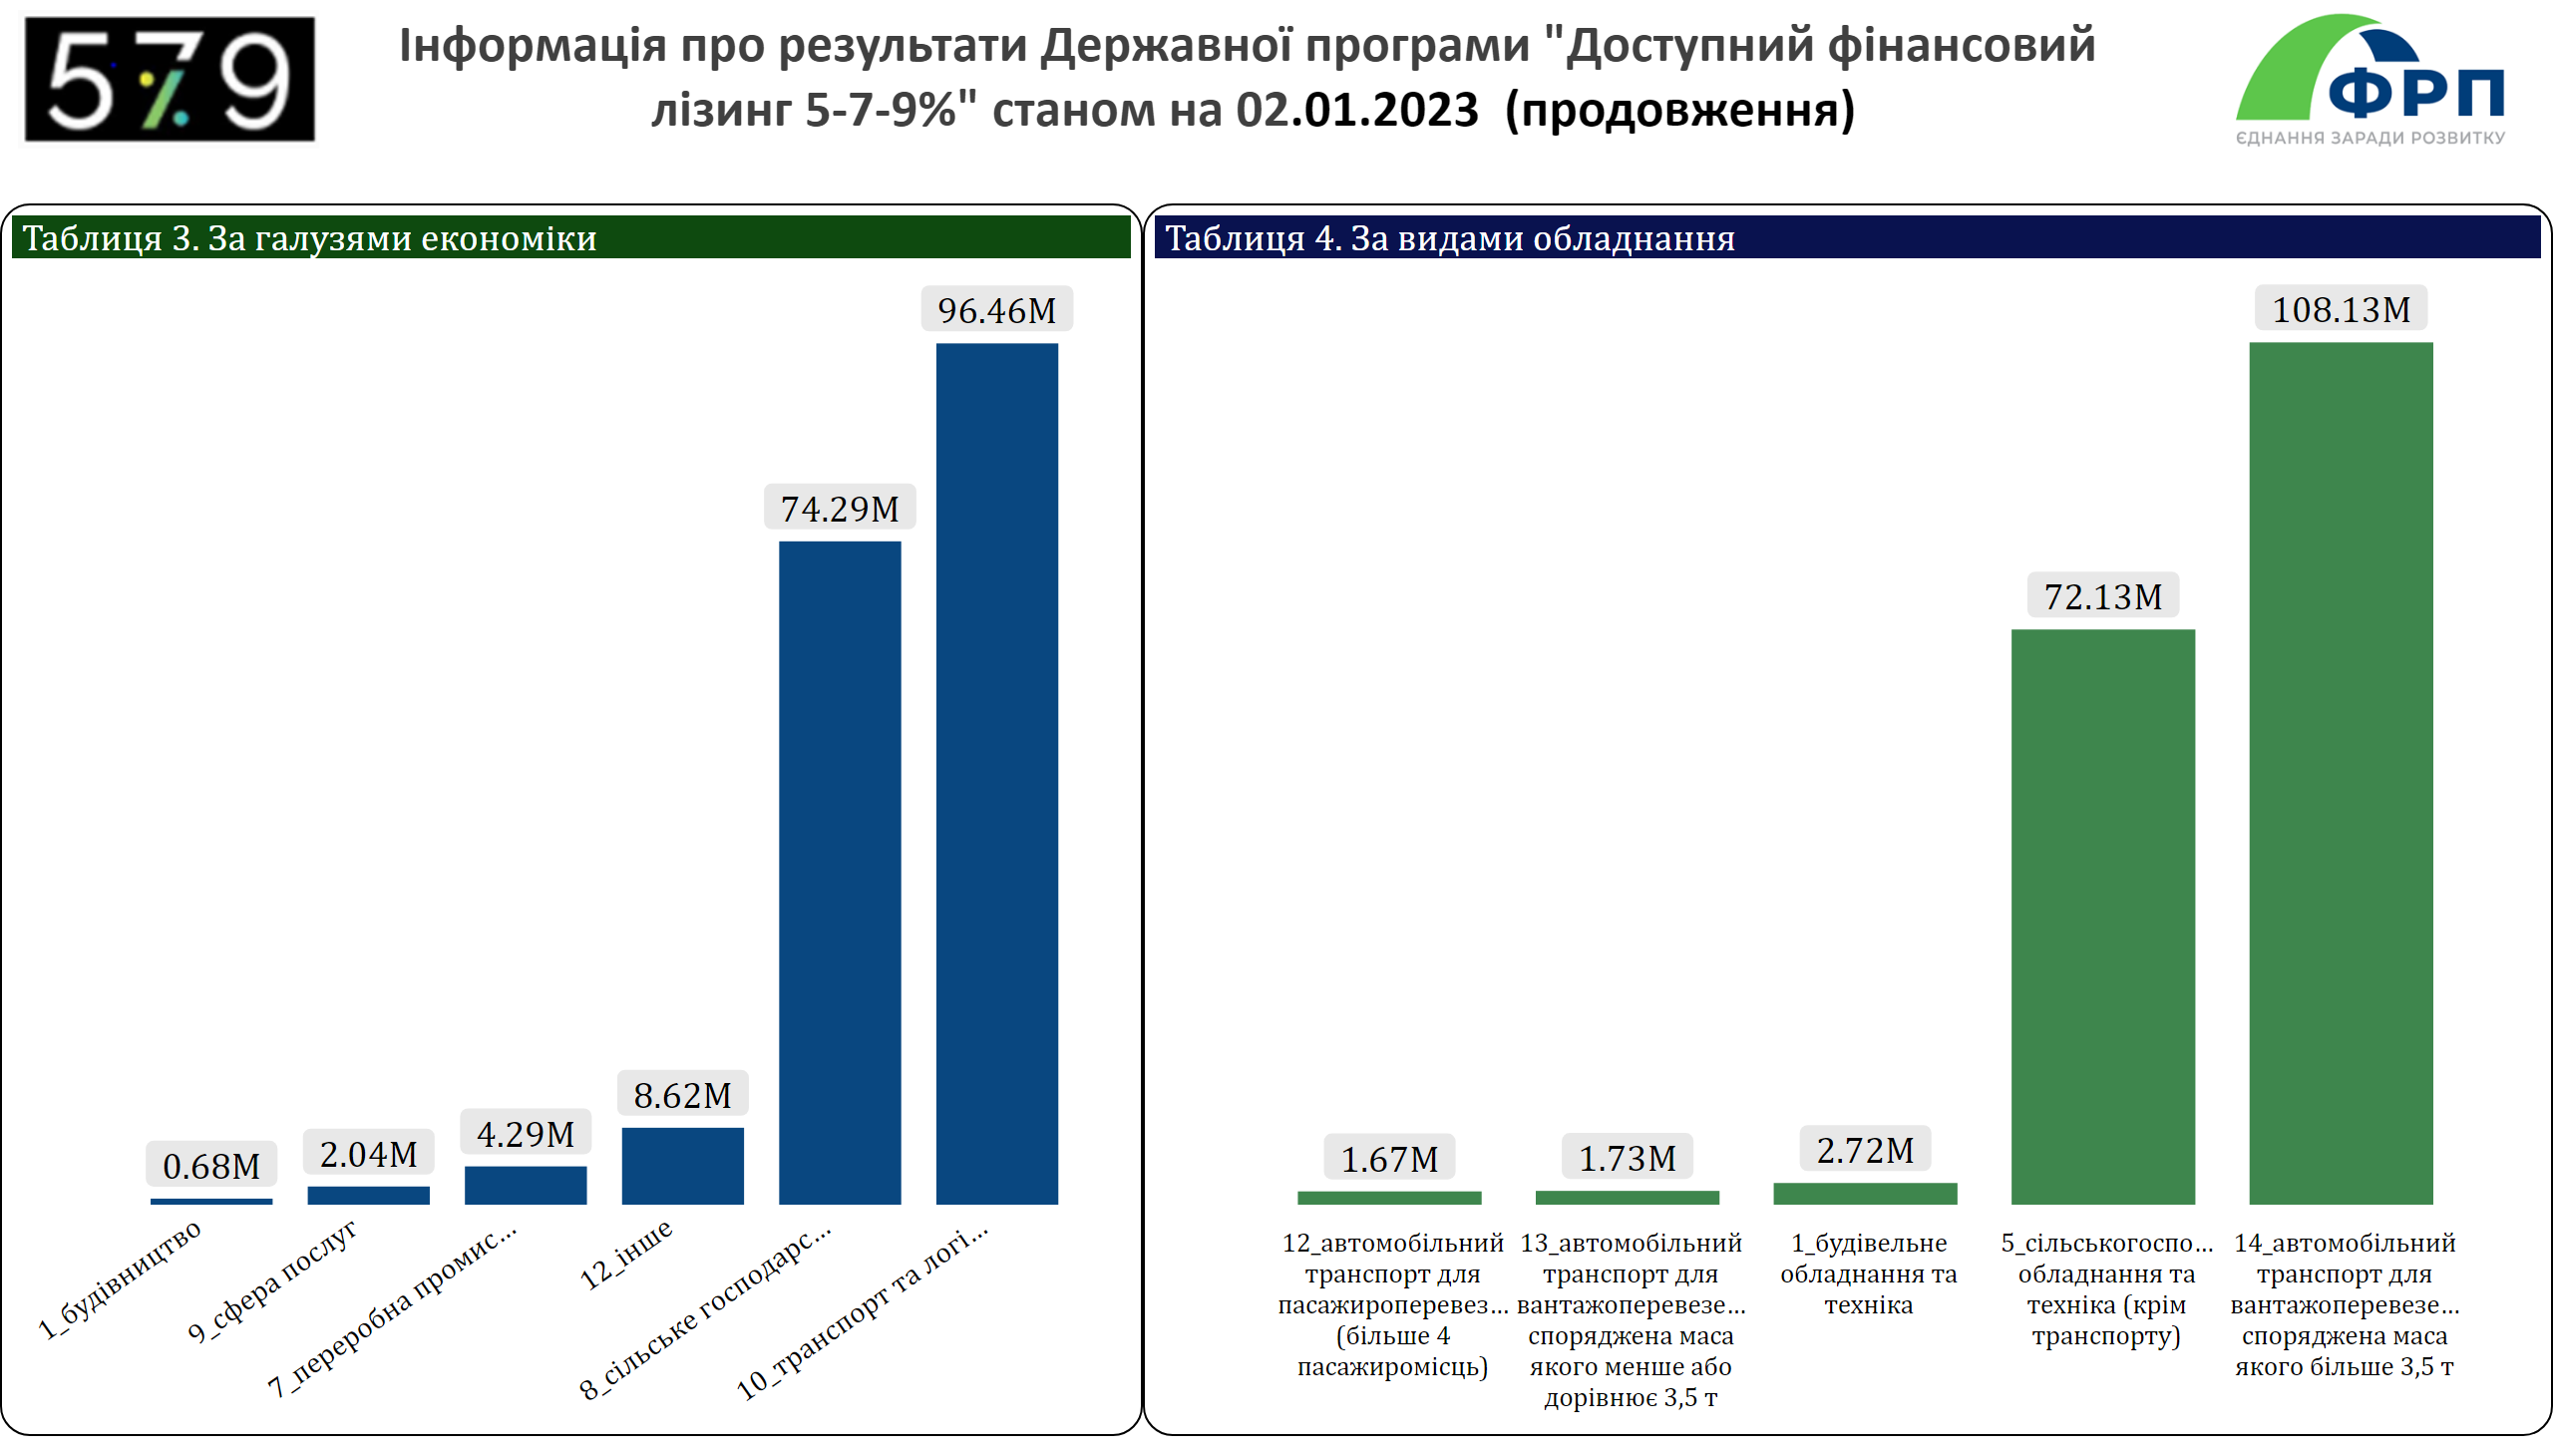 579
Інформація про результати Державної програми "Доступний фінансовий
лізинг 5-7-9%" станом на 02.01.2023 (продовження)
ФРП
ЄДНАННЯ ЗАРАДИ РОЗВИТКУ
Таблиця 3. За галузями економіки
96.46M
74.29M
8.62M
4.29M
2.04M
0.68M
1_будівництво
9_сфера послуг
7_переробна промис...
12_інше
8_сільське господарс...
10_транспорт та логі...
Таблиця 4. За видами обладнання
108.13M
72.13M
2.72M
1.73M
1.67M
12_автомобільний
транспорт для
пасажироперевез...
(більше 4
пасажиромісць)
13_автомобільний
транспорт для
вантажоперевезе...
споряджена маса
якого менше або
дорівнює 3,5 т
1_будівельне
обладнання та
техніка
5_сільськогоспо...
обладнання та
техніка (крім
транспорту)
14_автомобільний
транспорт для
вантажоперевезе...
споряджена маса
якого більше 3,5 т